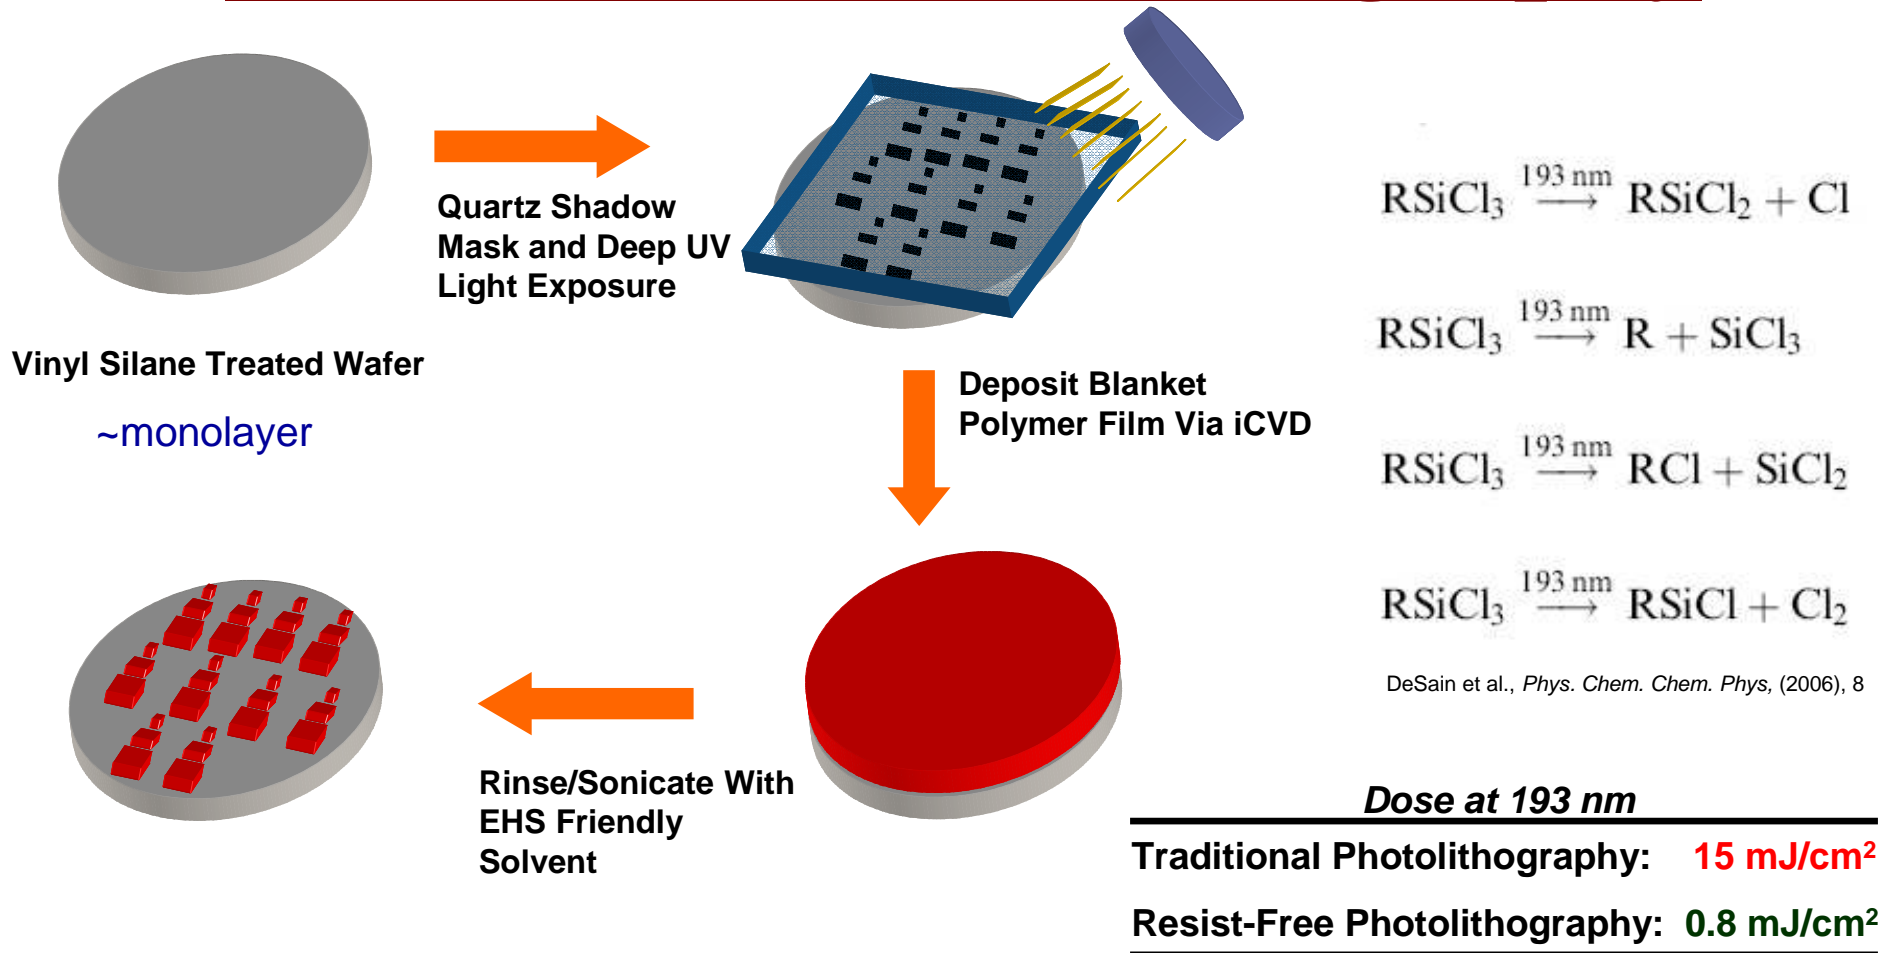 Quartz Shadow
Mask and Deep UV
Light Exposure
Vinyl Silane Treated Wafer
~monolayer
Deposit Blanket
Polymer Film Via iCVD
Rinse/Sonicate With
EHS Friendly
Solvent
RSiCl₃ —193 nm→ RSiCl₂ + Cl
RSiCl₃ —193 nm→ R + SiCl₃
RSiCl₃ —193 nm→ RCl + SiCl₂
RSiCl₃ —193 nm→ RSiCl + Cl₂
DeSain et al., Phys. Chem. Chem. Phys, (2006), 8
Dose at 193 nm
Traditional Photolithography: 15 mJ/cm²
Resist-Free Photolithography: 0.8 mJ/cm²